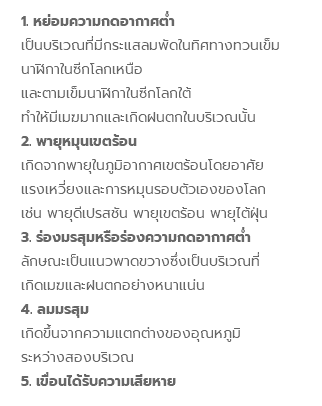 1. หย่อมความกดอากาศต่ำ
เป็นบริเวณที่มีกระแสลมพัดในทิศทางทวนเข็ม
นาฬิกาในซีกโลกเหนือ
และตามเข็มนาฬิกาในซีกโลกใต้
ทำให้มีเมฆมากและเกิดฝนตกในบริเวณนั้น
2. พายุหมุนเขตร้อน
เกิดจากพายุในภูมิอากาศเขตร้อนโดยอาศัย
แรงเหวี่ยงและการหมุนรอบตัวเองของโลก
เช่น พายุดีเปรสชัน พายุเขตร้อน พายุไต้ฝุ่น
3. ร่องมรสุมหรือร่องความกดอากาศต่ำ
ลักษณะเป็นแนวพาดขวางซึ่งเป็นบริเวณที่
เกิดเมฆและฝนตกอย่างหนาแน่น
4. ลมมรสุม
เกิดขึ้นจากความแตกต่างของอุณหภูมิ
ระหว่างสองบริเวณ
5. เขื่อนได้รับความเสียหาย